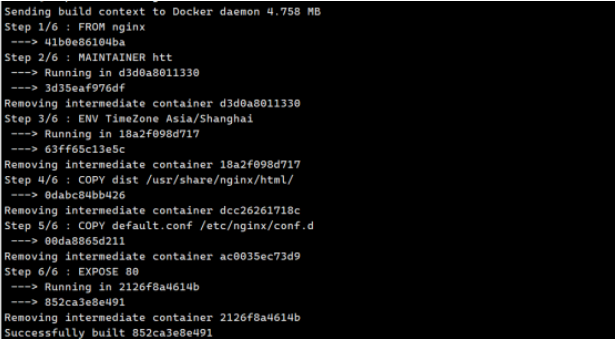 Sending build context to Docker daemon 4.758 MB
Step 1/6 : FROM nginx
 ---> 41b0e86104ba
Step 2/6 : MAINTAINER htt
 ---> Running in d3d0a8011330
 ---> 3d35eaf976df
Removing intermediate container d3d0a8011330
Step 3/6 : ENV TimeZone Asia/Shanghai
 ---> Running in 18a2f098d717
 ---> 63ff65c13e5c
Removing intermediate container 18a2f098d717
Step 4/6 : COPY dist /usr/share/nginx/html/
 ---> 0dabc84bb426
Removing intermediate container dcc26261718c
Step 5/6 : COPY default.conf /etc/nginx/conf.d
 ---> 00da8865d211
Removing intermediate container ac0035ec73d9
Step 6/6 : EXPOSE 80
 ---> Running in 2126f8a4614b
 ---> 852ca3e8e491
Removing intermediate container 2126f8a4614b
Successfully built 852ca3e8e491